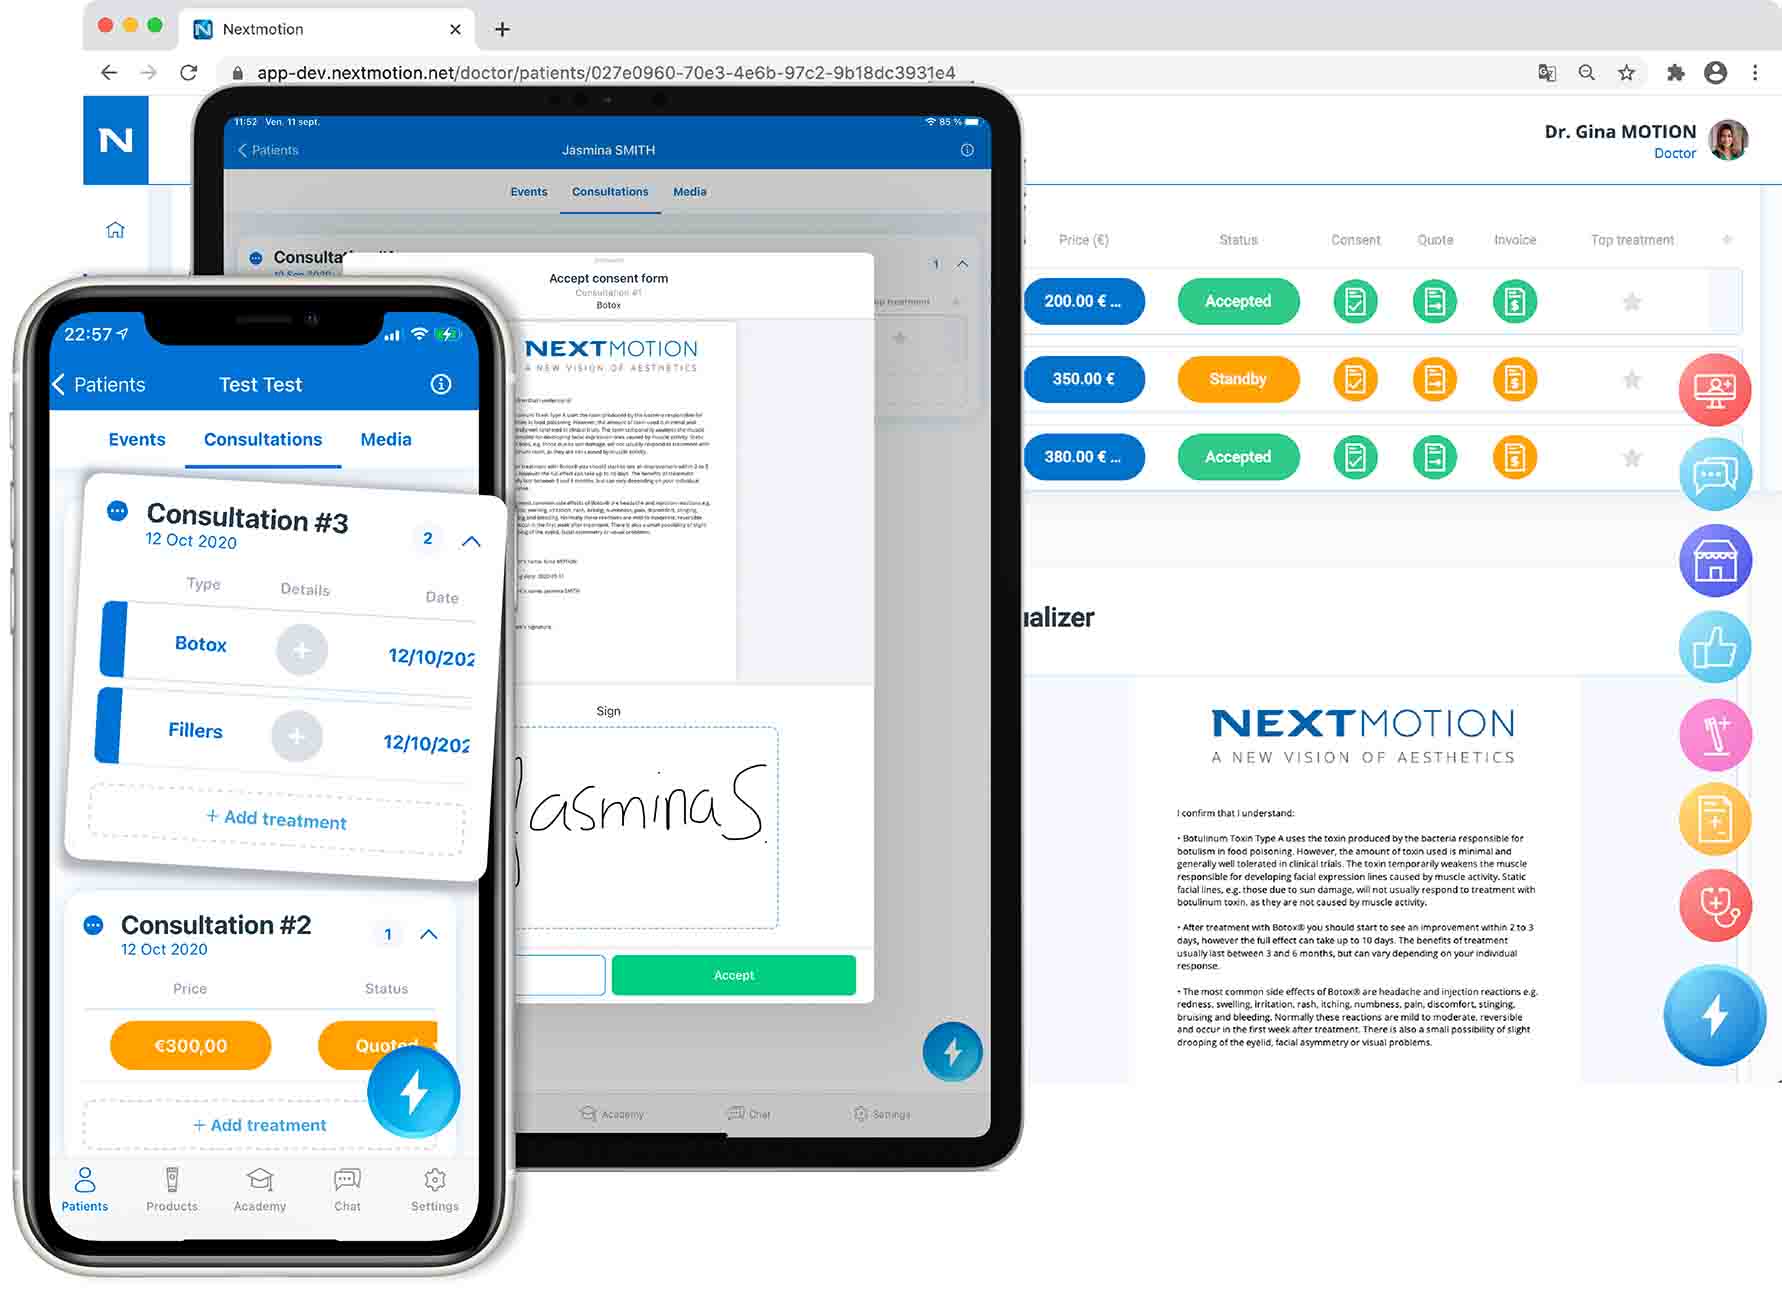 Nextmotion
app-dev.nextmotion.net/doctor/patients/027e0960-70e3-4e6b-97c2-9b18dc3931e4
N
Dr. Gina MOTION
Doctor
Price (€) Status Consent Quote Invoice Top treatment
200.00 € ... Accepted
350.00 € Standby
380.00 € ... Accepted
ializer
NEXTMOTION
A NEW VISION OF AESTHETICS
I confirm that I understand:
• Botulinum Toxin Type A uses the toxin produced by the bacteria responsible for
botulism in food poisoning. However, the amount of toxin used is minimal and
generally well tolerated in clinical trials. The toxin temporarily weakens the muscle
responsible for developing facial expression lines caused by muscle activity. Static
facial lines, e.g. those due to sun damage, will not usually respond to treatment with
botulinum toxin, as they are not caused by muscle activity.
• After treatment with Botox® you should start to see an improvement within 2 to 3
days, however the full effect can take up to 10 days. The benefits of treatment
usually last between 3 and 6 months, but can vary depending on your individual
response.
• The most common side effects of Botox® are headache and injection reactions e.g.
redness, swelling, irritation, rash, itching, numbness, pain, discomfort, stinging,
bruising and bleeding. Normally these reactions are mild to moderate, reversible
and occur in the first week after treatment. There is also a small possibility of slight
drooping of the eyelid, facial asymmetry or visual problems.
11:52 Ven. 11 sept. 85 %
Patients Jasmina SMITH
Events Consultations Media
Consulta
1
Accept consent form
Consultation #1
Botox
treatment
NEXTMOTION
A NEW VISION OF AESTHETICS
Sign
JasminaS.
Accept
Academy Chat Settings
22:57
Patients Test Test
Events Consultations Media
Consultation #3
12 Oct 2020
2
Type Details Date
Botox + 12/10/202
Fillers + 12/10/202
+ Add treatment
Consultation #2
12 Oct 2020
1
Price Status
€300,00 Quoted
+ Add treatment
Patients Products Academy Chat Settings